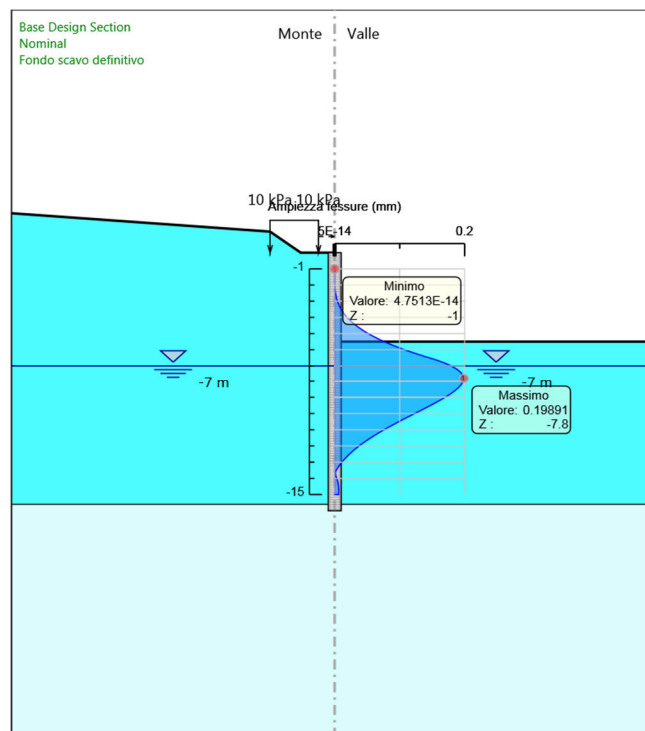 Base Design Section
Nominal
Fondo scavo definitivo
Monte
Valle
10 kPa 10 kPa
Ampiezza fessure (mm)
5E-14
0.2
-1
Minimo
Valore: 4.7513E-14
Z : -1
-7 m
-7 m
Massimo
Valore: 0.19891
Z : -7.8
-15